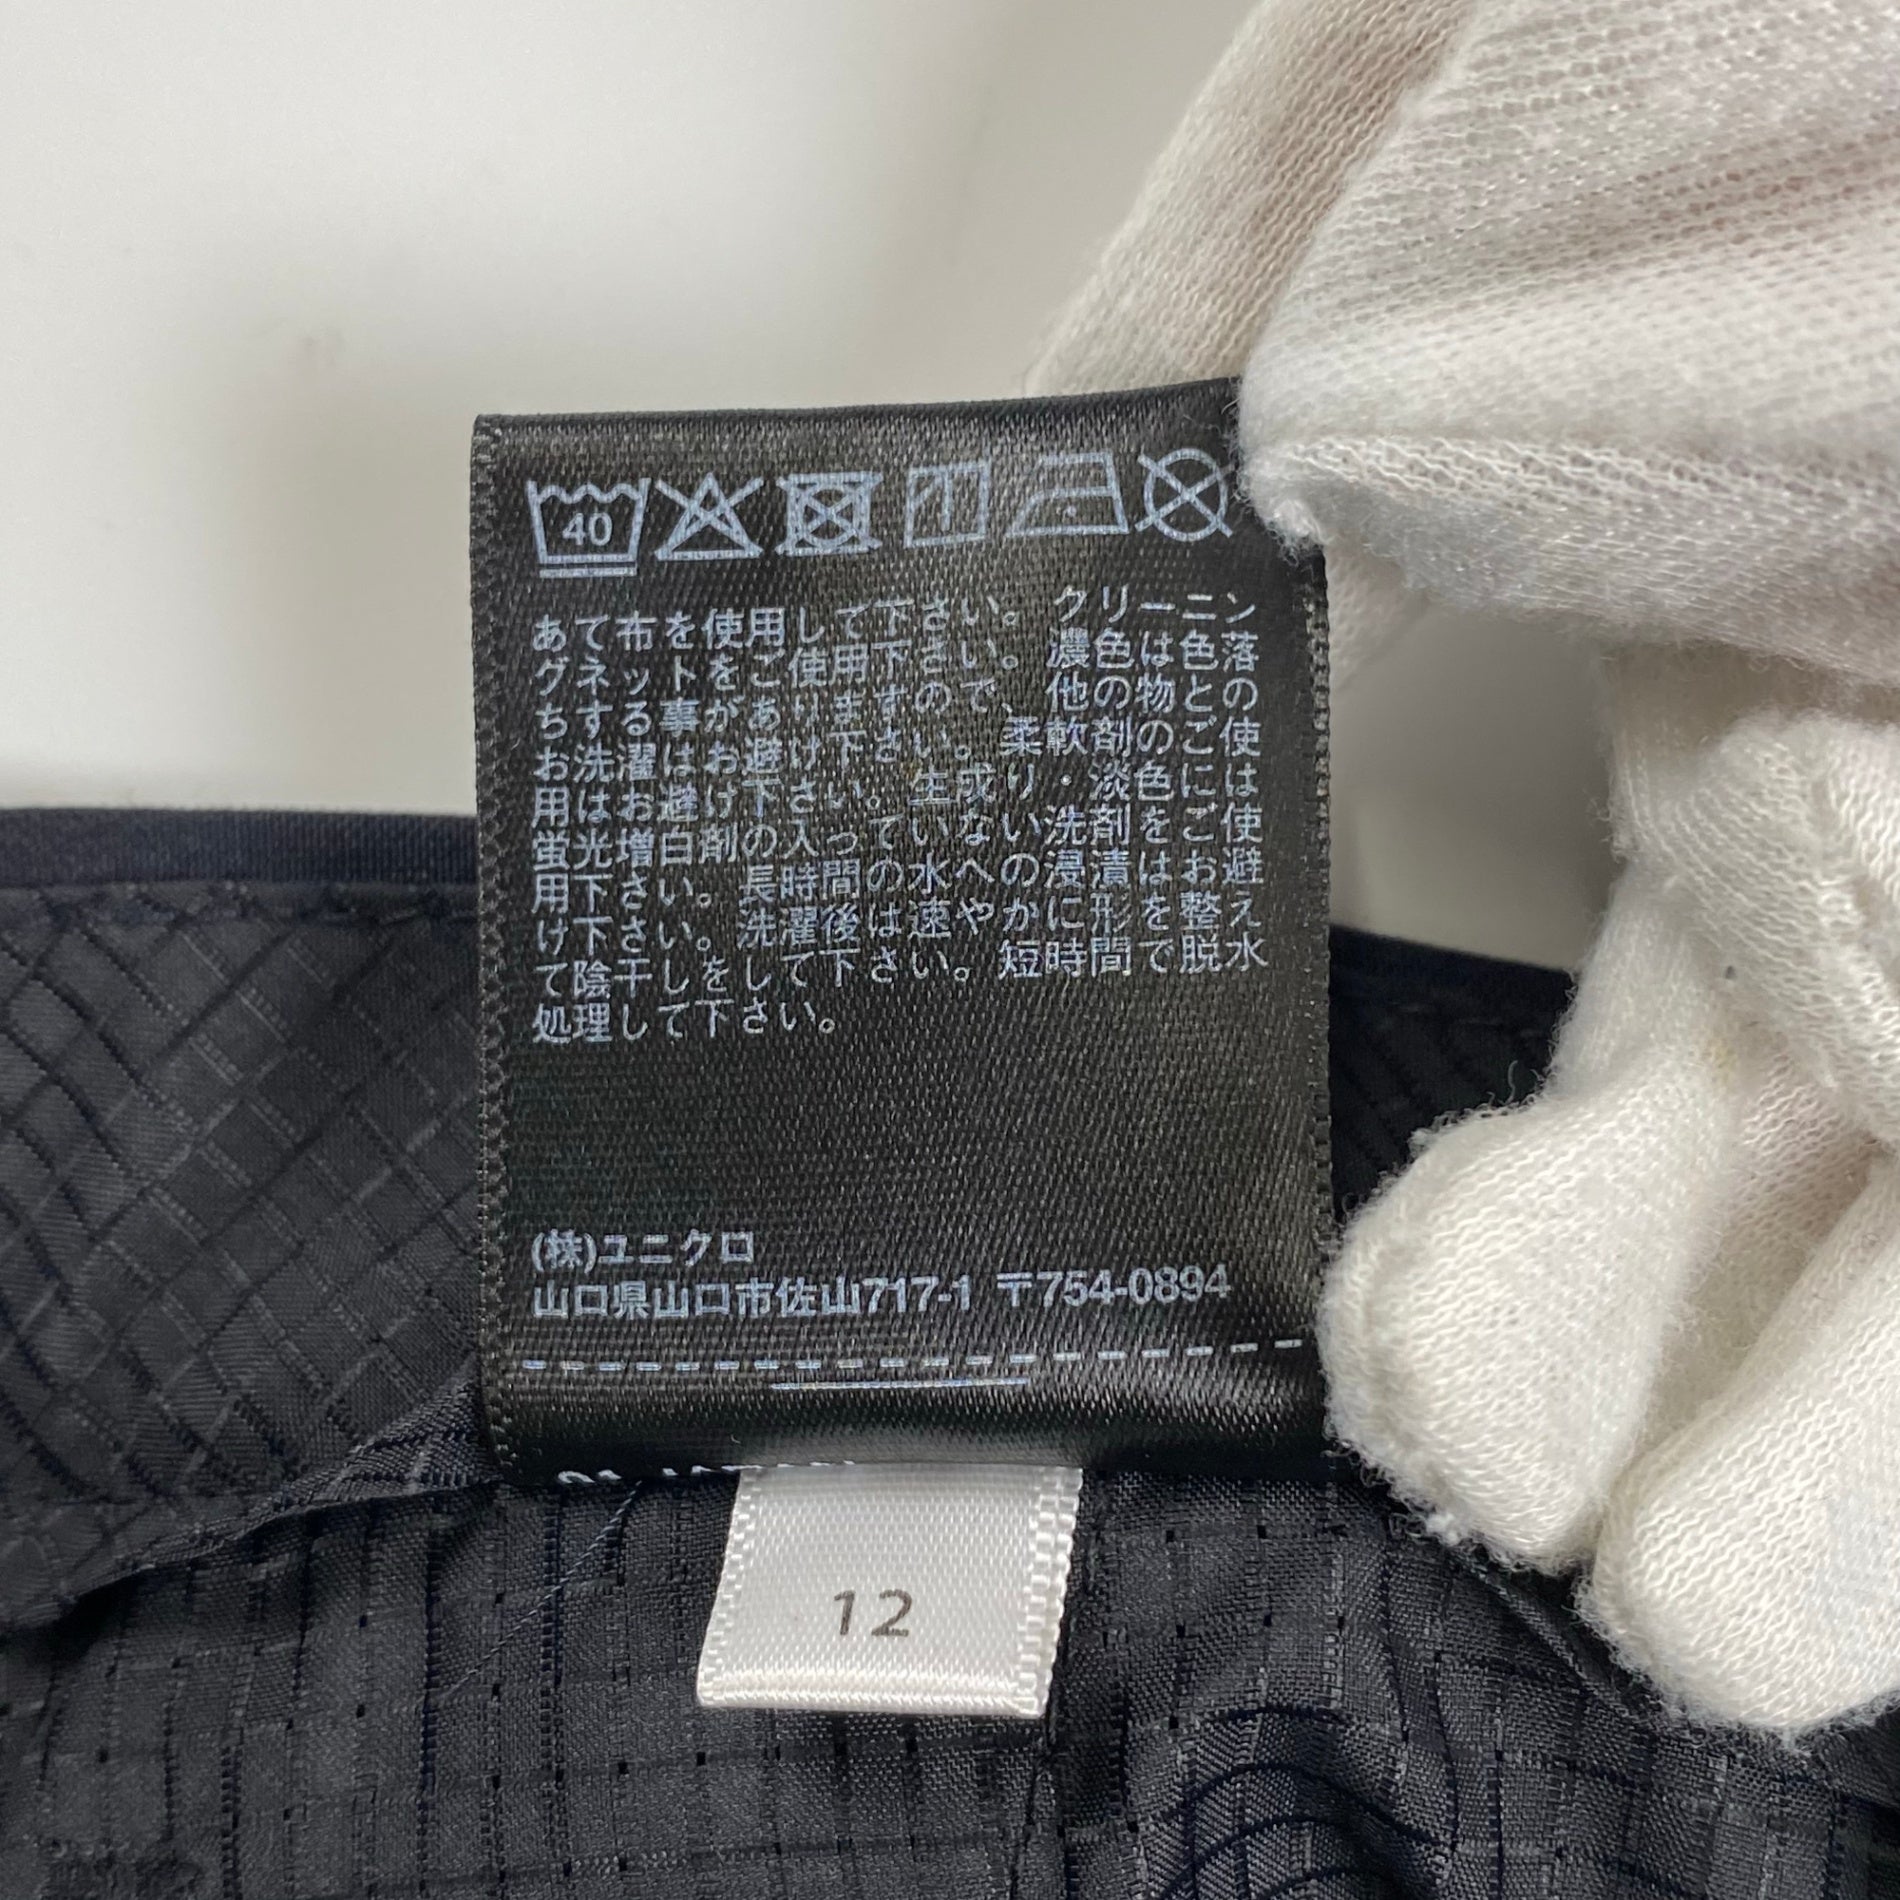 40
あて布を使用して下さい。クリーニン
グネットをご使用下さい。濃色は色落
ちする事がありますので、他の物との
お洗濯はお避け下さい。柔軟剤のご使
用はお避け下さい。生成り・淡色には
蛍光増白剤の入っていない洗剤をご使
用下さい。長時間の水への浸漬はお避
け下さい。洗濯後は速やかに形を整え
て陰干しをして下さい。短時間で脱水
処理して下さい。
(株)ユニクロ
山口県山口市佐山717-1 〒754-0894
12